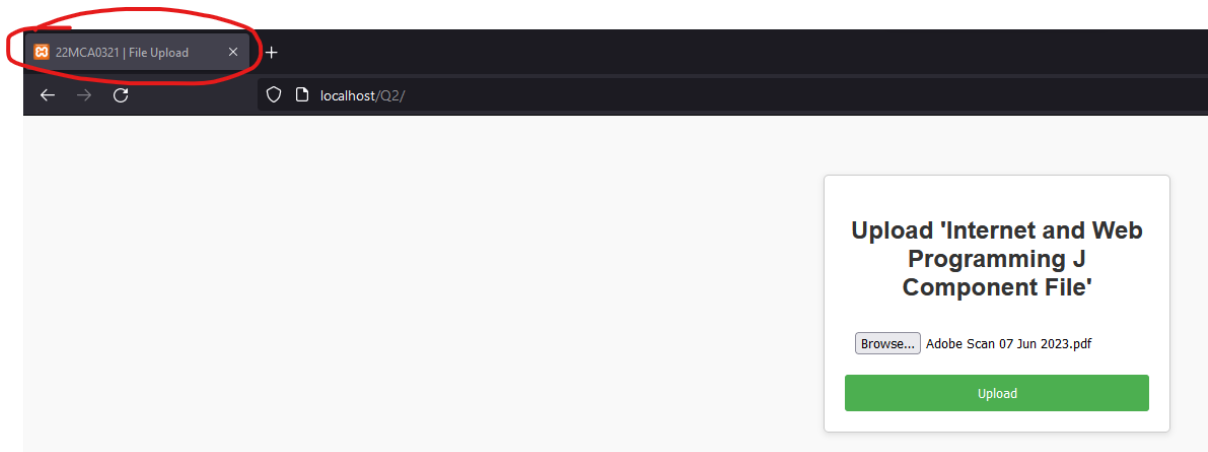 22MCA0321 | File Upload
localhost/Q2/
Upload 'Internet and Web
Programming J
Component File'
Browse... Adobe Scan 07 Jun 2023.pdf
Upload